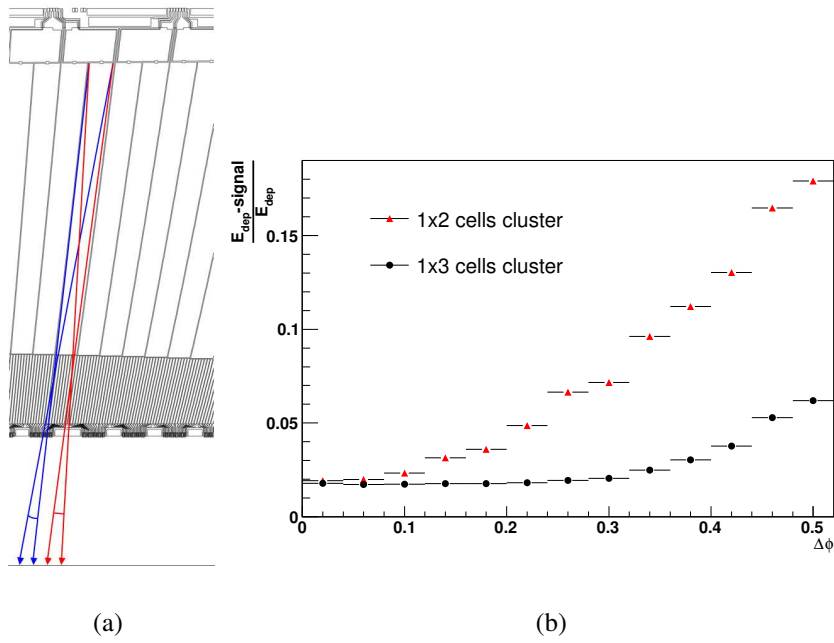 E_dep-signal
E_dep
1x2 cells cluster
1x3 cells cluster
0.15
0.1
0.05
0
0 0.1 0.2 0.3 0.4 0.5
Δϕ
(a) (b)